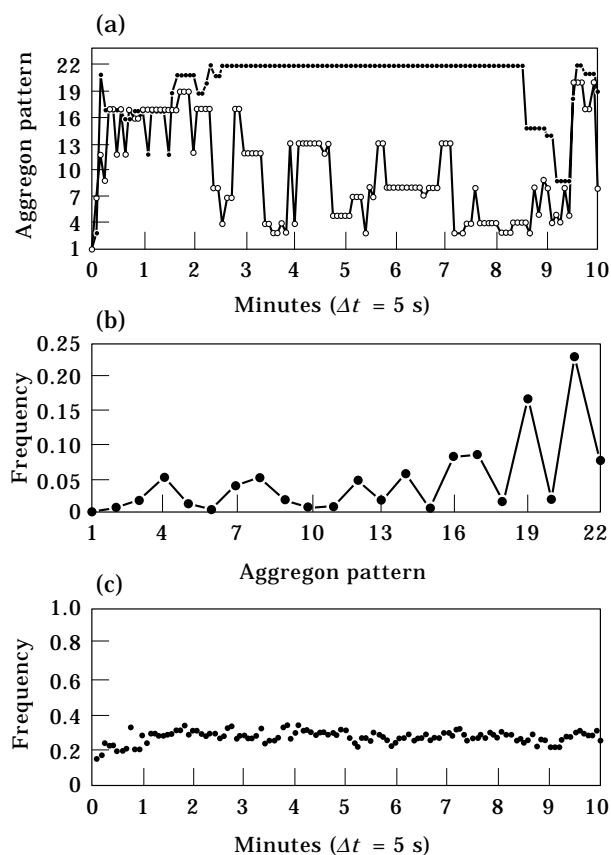 (a)
22
19
16
13
10
7
4
1
Aggregon pattern
0 1 2 3 4 5 6 7 8 9 10
Minutes (Δt = 5 s)
(b)
0.25
0.20
0.15
0.10
0.05
0
Frequency
1 4 7 10 13 16 19 22
Aggregon pattern
(c)
1.0
0.8
0.6
0.4
0.2
0
Frequency
0 1 2 3 4 5 6 7 8 9 10
Minutes (Δt = 5 s)